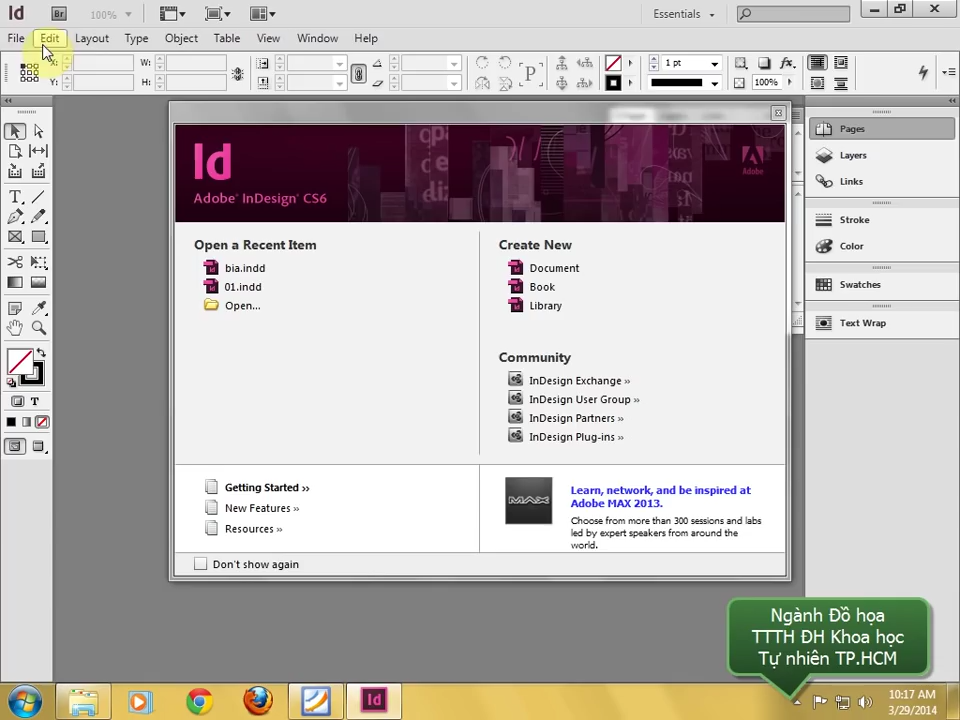 Id
Br
100%
Essentials
File Edit Layout Type Object Table View Window Help
X:
W:
1 pt
Y:
H:
100%
Pages
Layers
Links
Stroke
Color
Swatches
Text Wrap
Id
Adobe® InDesign® CS6
Adobe
Open a Recent Item
bia.indd
01.indd
Open...
Create New
Document
Book
Library
Community
InDesign Exchange »
InDesign User Group »
InDesign Partners »
InDesign Plug-ins »
Getting Started »
New Features »
Resources »
MAX
Learn, network, and be inspired at
Adobe MAX 2013.
Choose from more than 300 sessions and labs
led by expert speakers from around the
world.
Don't show again
Ngành Đồ họa
TTTH ĐH Khoa học
Tự nhiên TP.HCM
Id
10:17 AM
3/29/2014